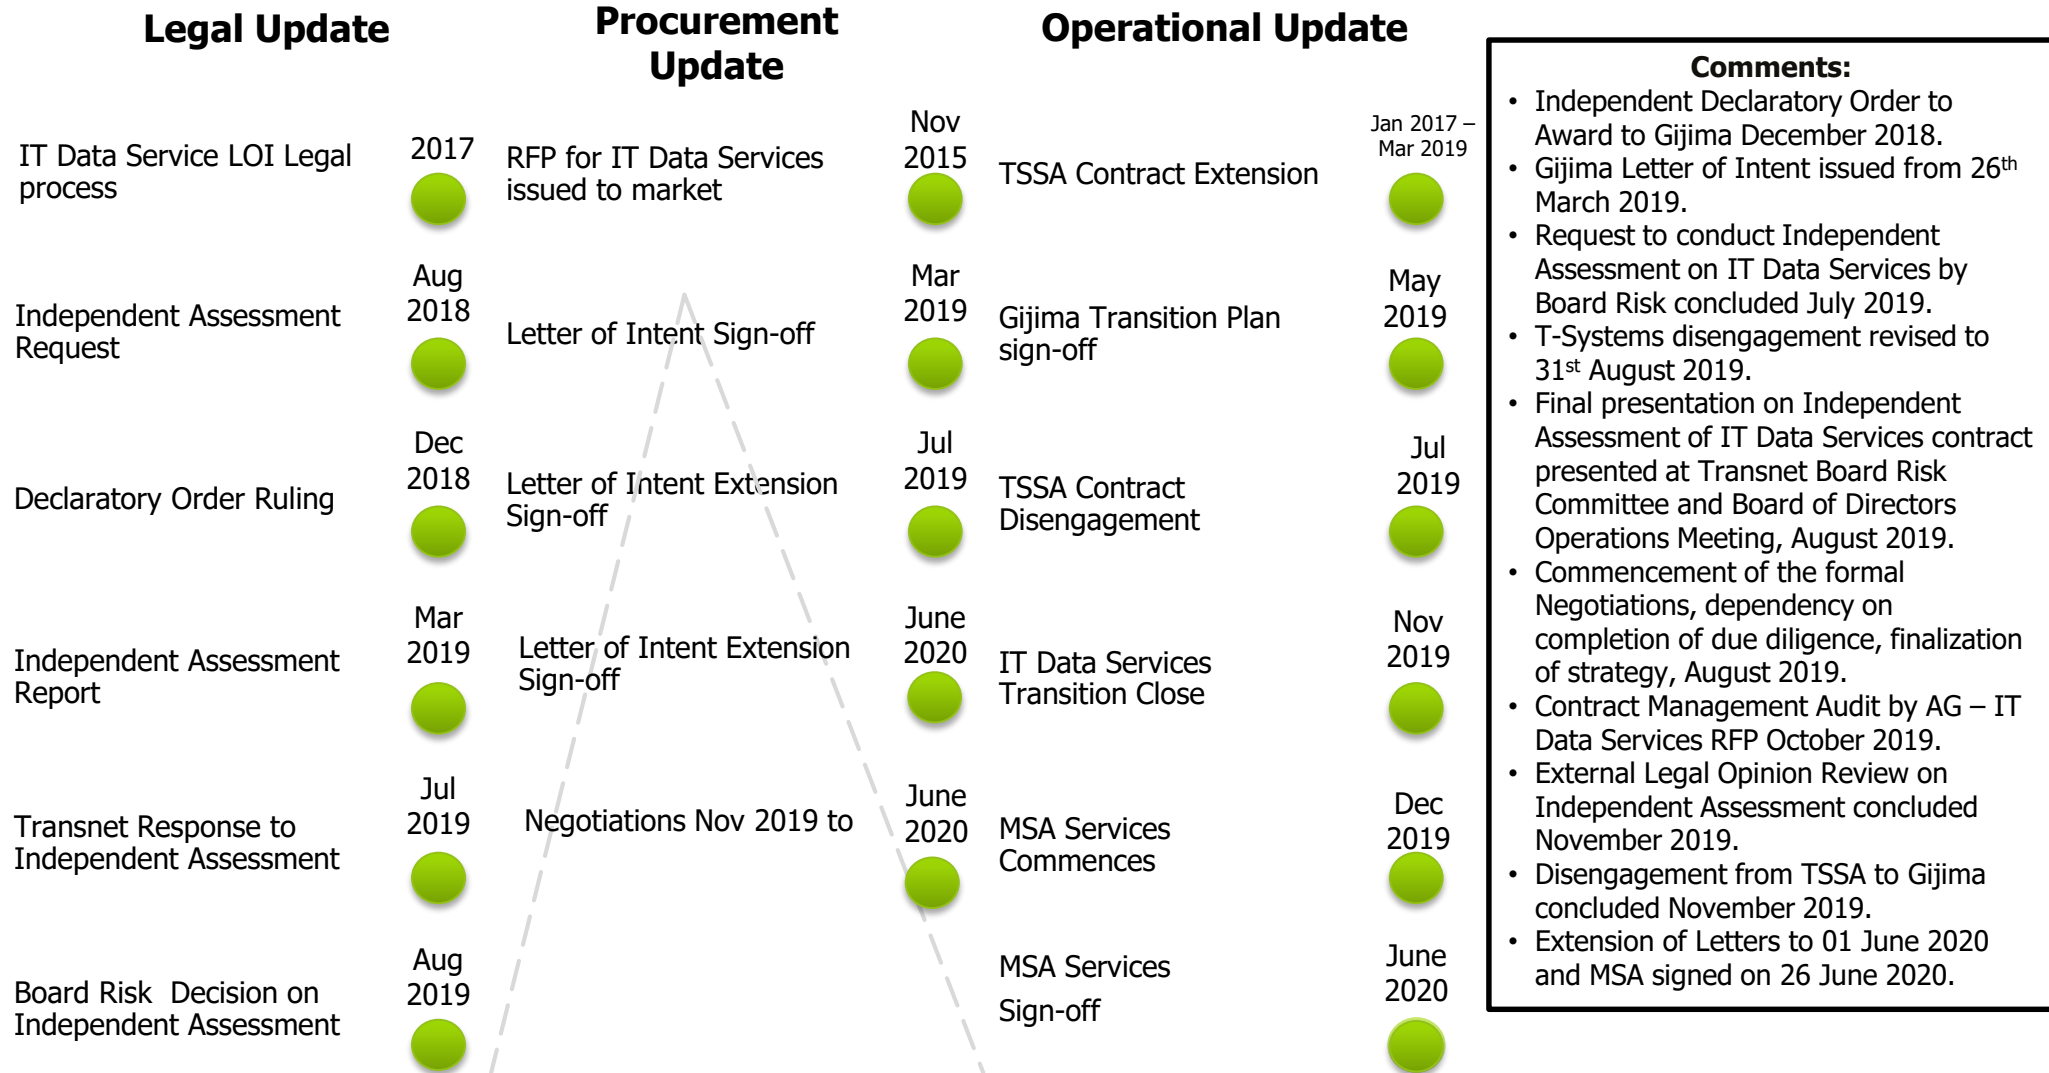 Legal Update
IT Data Service LOI Legal
process
2017
Independent Assessment
Request
Aug
2018
Declaratory Order Ruling
Dec
2018
Independent Assessment
Report
Mar
2019
Transnet Response to
Independent Assessment
Jul
2019
Board Risk  Decision on
Independent Assessment
Aug
2019
Procurement
Update
RFP for IT Data Services
issued to market
Nov
2015
Letter of Intent Sign-off
Mar
2019
Letter of Intent Extension
Sign-off
Jul
2019
Letter of Intent Extension
Sign-off
June
2020
Negotiations Nov 2019 to
June
2020
Operational Update
TSSA Contract Extension
Jan 2017 –
Mar 2019
Gijima Transition Plan
sign-off
May
2019
TSSA Contract
Disengagement
Jul
2019
IT Data Services
Transition Close
Nov
2019
MSA Services
Commences
Dec
2019
MSA Services
Sign-off
June
2020
Comments:
• Independent Declaratory Order to
Award to Gijima December 2018.
• Gijima Letter of Intent issued from 26th
March 2019.
• Request to conduct Independent
Assessment on IT Data Services by
Board Risk concluded July 2019.
• T-Systems disengagement revised to
31st August 2019.
• Final presentation on Independent
Assessment of IT Data Services contract
presented at Transnet Board Risk
Committee and Board of Directors
Operations Meeting, August 2019.
• Commencement of the formal
Negotiations, dependency on
completion of due diligence, finalization
of strategy, August 2019.
• Contract Management Audit by AG – IT
Data Services RFP October 2019.
• External Legal Opinion Review on
Independent Assessment concluded
November 2019.
• Disengagement from TSSA to Gijima
concluded November 2019.
• Extension of Letters to 01 June 2020
and MSA signed on 26 June 2020.